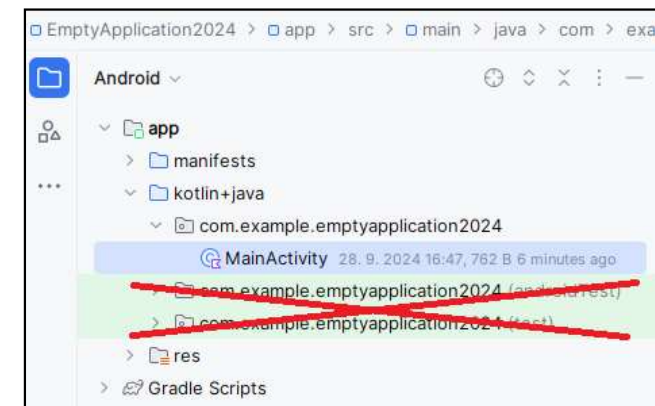 EmptyApplication2024 > app > src > main > java > com > exa
Android
app
manifests
kotlin+java
com.example.emptyapplication2024
MainActivity 28. 9. 2024 16:47, 762 B 6 minutes ago
com.example.emptyapplication2024 (androidTest)
com.example.emptyapplication2024 (test)
res
Gradle Scripts